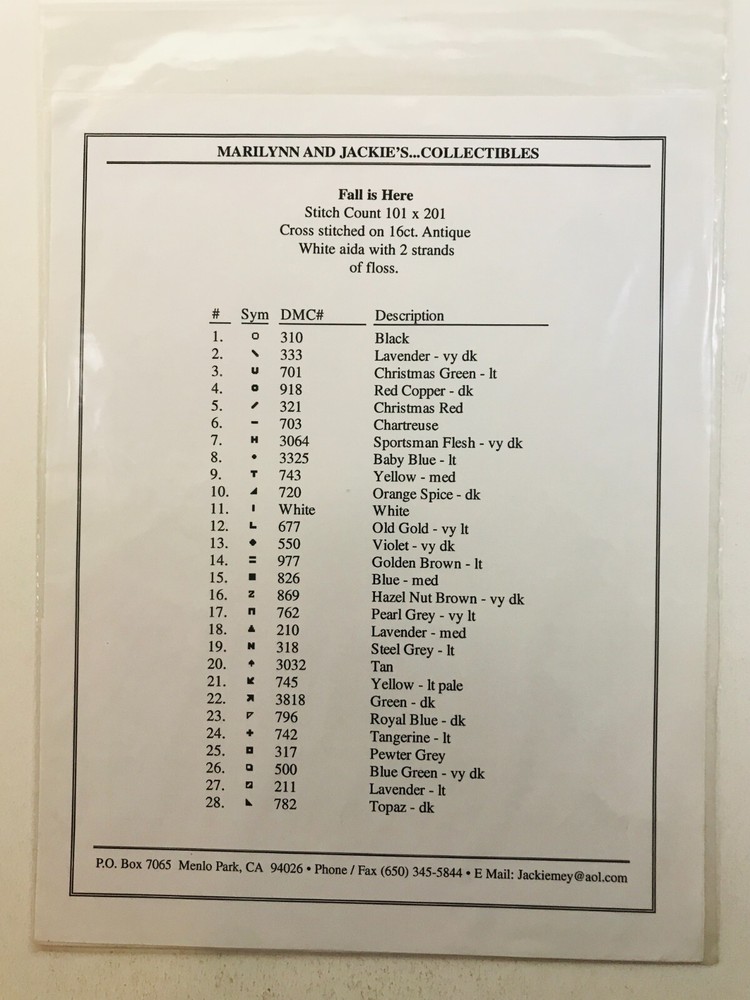 MARILYNN AND JACKIE'S...COLLECTIBLES
Fall is Here
Stitch Count 101 x 201
Cross stitched on 16ct. Antique
White aida with 2 strands
of floss.
# Sym DMC# Description
1. 310 Black
2. 333 Lavender - vy dk
3. 701 Christmas Green - lt
4. 918 Red Copper - dk
5. 321 Christmas Red
6. 703 Chartreuse
7. H 3064 Sportsman Flesh - vy dk
8. • 3325 Baby Blue - lt
9. T 743 Yellow - med
10. 720 Orange Spice - dk
11. White White
12. L 677 Old Gold - vy lt
13. ◆ 550 Violet - vy dk
14. = 977 Golden Brown - lt
15. ■ 826 Blue - med
16. Z 869 Hazel Nut Brown - vy dk
17. 762 Pearl Grey - vy lt
18. ▲ 210 Lavender - med
19. N 318 Steel Grey - lt
20. 3032 Tan
21. 745 Yellow - lt pale
22. 3818 Green - dk
23. 796 Royal Blue - dk
24. + 742 Tangerine - lt
25. 317 Pewter Grey
26. 500 Blue Green - vy dk
27. 211 Lavender - lt
28. 782 Topaz - dk
P.O. Box 7065 Menlo Park, CA 94026 • Phone / Fax (650) 345-5844 • E Mail: Jackiemey@aol.com